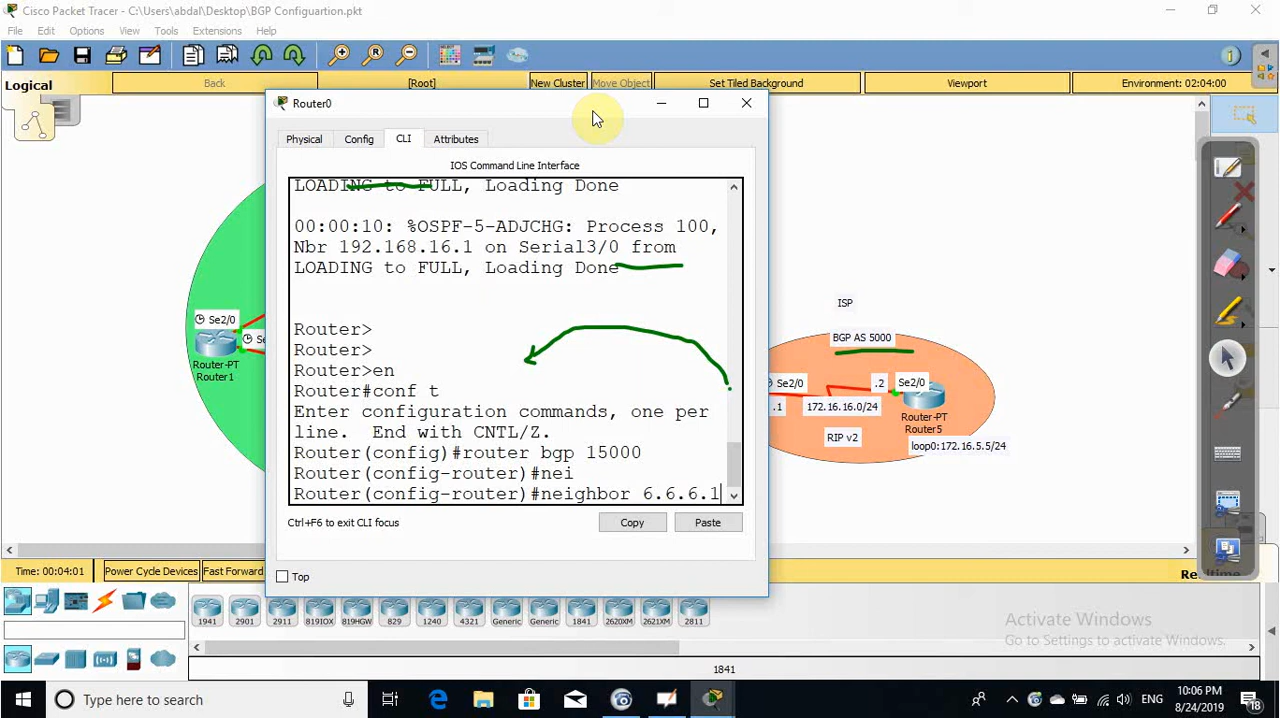 Cisco Packet Tracer - C:\Users\abdal\Desktop\BGP Configuartion.pkt
File Edit Options View Tools Extensions Help
Logical
Back
[Root]
New Cluster
Move Object
Set Tiled Background
Viewport
Environment: 02:04:00
Router0
Physical Config CLI Attributes
IOS Command Line Interface
LOADING to FULL, Loading Done
00:00:10: %OSPF-5-ADJCHG: Process 100,
Nbr 192.168.16.1 on Serial3/0 from
LOADING to FULL, Loading Done
Router>
Router>
Router>en
Router#conf t
Enter configuration commands, one per
line. End with CNTL/Z.
Router(config)#router bgp 15000
Router(config-router)#nei
Router(config-router)#neighbor 6.6.6.1
Ctrl+F6 to exit CLI focus
Copy
Paste
Top
Se2/0
Se
Router-PT
Router1
ISP
BGP AS 5000
Se2/0
.2
Se2/0
.1
172.16.16.0/24
Router-PT
Router5
RIP v2
loop0:172.16.5.5/24
Time: 00:04:01
Power Cycle Devices
Fast Forward
1941 2901 2911 819IOX 819HGW 829 1240 4321 Generic Generic 1841 2620XM 2621XM 2811
1841
Activate Windows
Go to Settings to activate Windows.
Type here to search
ENG
10:06 PM
8/24/2019
18